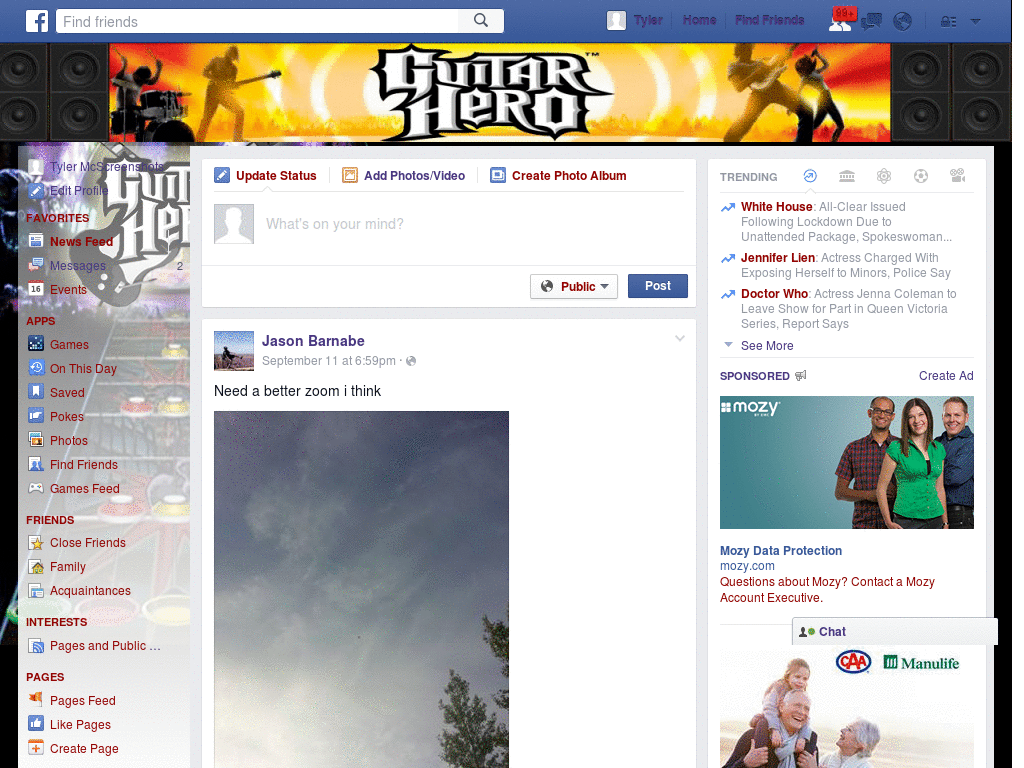 Find friends
Tyler
Home
Find Friends
99+
GUITAR HERO™
Tyler McScreenshots
Edit Profile
FAVORITES
News Feed
Messages
2
16
Events
APPS
Games
On This Day
Saved
Pokes
Photos
Find Friends
Games Feed
FRIENDS
Close Friends
Family
Acquaintances
INTERESTS
Pages and Public ...
PAGES
Pages Feed
Like Pages
Create Page
Update Status
Add Photos/Video
Create Photo Album
What's on your mind?
Public
Post
Jason Barnabe
September 11 at 6:59pm ·
Need a better zoom i think
TRENDING
White House: All-Clear Issued
Following Lockdown Due to
Unattended Package, Spokeswoman...
Jennifer Lien: Actress Charged With
Exposing Herself to Minors, Police Say
Doctor Who: Actress Jenna Coleman to
Leave Show for Part in Queen Victoria
Series, Report Says
See More
SPONSORED
Create Ad
mozy
BY EMC
Mozy Data Protection
mozy.com
Questions about Mozy? Contact a Mozy
Account Executive.
Chat
CAA
Manulife